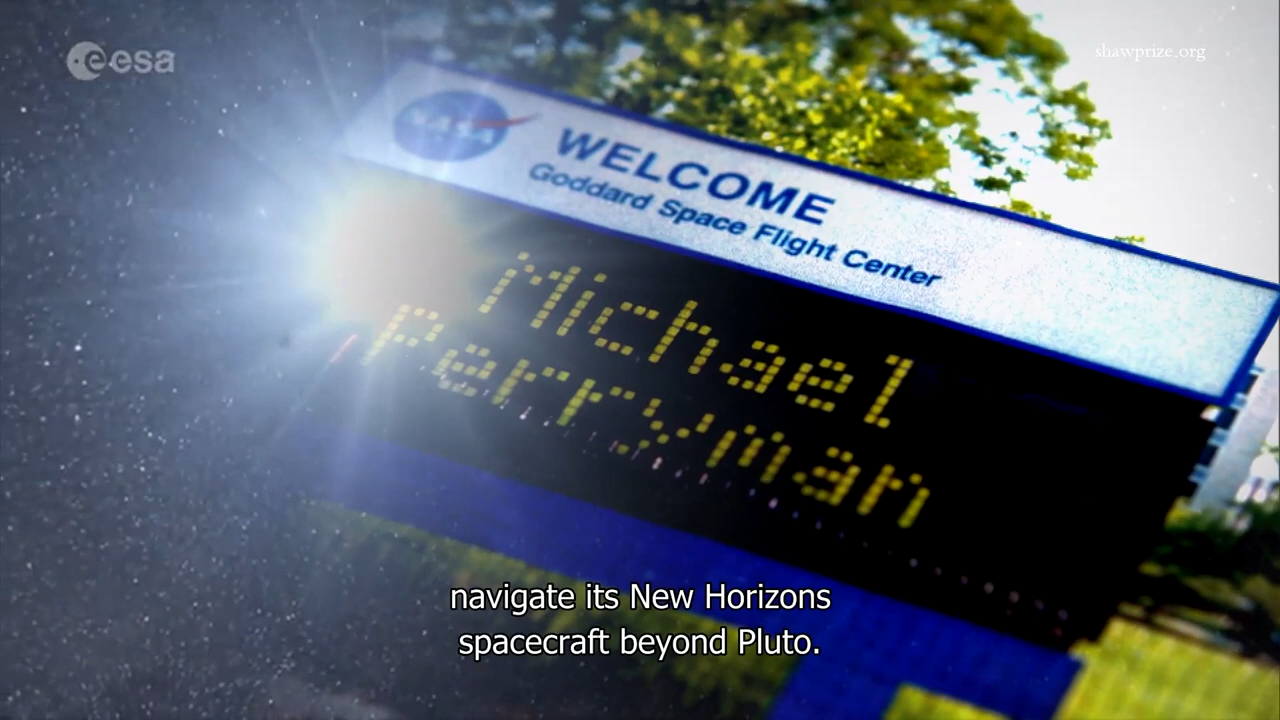 esa
shawprize.org
NASA
WELCOME
Goddard Space Flight Center
Michael
Perryman
navigate its New Horizons
spacecraft beyond Pluto.